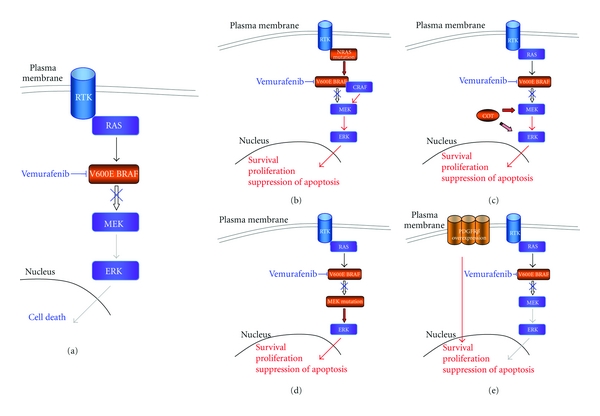 Plasma
membrane
RTK
RAS
Vemurafenib
V600E BRAF
MEK
ERK
Nucleus
Cell death
(a)
Plasma membrane
RTK
NRAS
mutation
Vemurafenib
V600E BRAF
CRAF
MEK
ERK
Nucleus
Survival
proliferation
suppression of apoptosis
(b)
Plasma membrane
RTK
RAS
Vemurafenib
V600E BRAF
COT
MEK
ERK
Nucleus
Survival
proliferation
suppression of apoptosis
(c)
Plasma membrane
RTK
RAS
Vemurafenib
V600E BRAF
MEK mutation
ERK
Nucleus
Survival
proliferation
suppression of apoptosis
(d)
Plasma
membrane
PDGFRβ
overexpression
RTK
RAS
Vemurafenib
V600E BRAF
MEK
ERK
Nucleus
Survival
proliferation
suppression of apoptosis
(e)